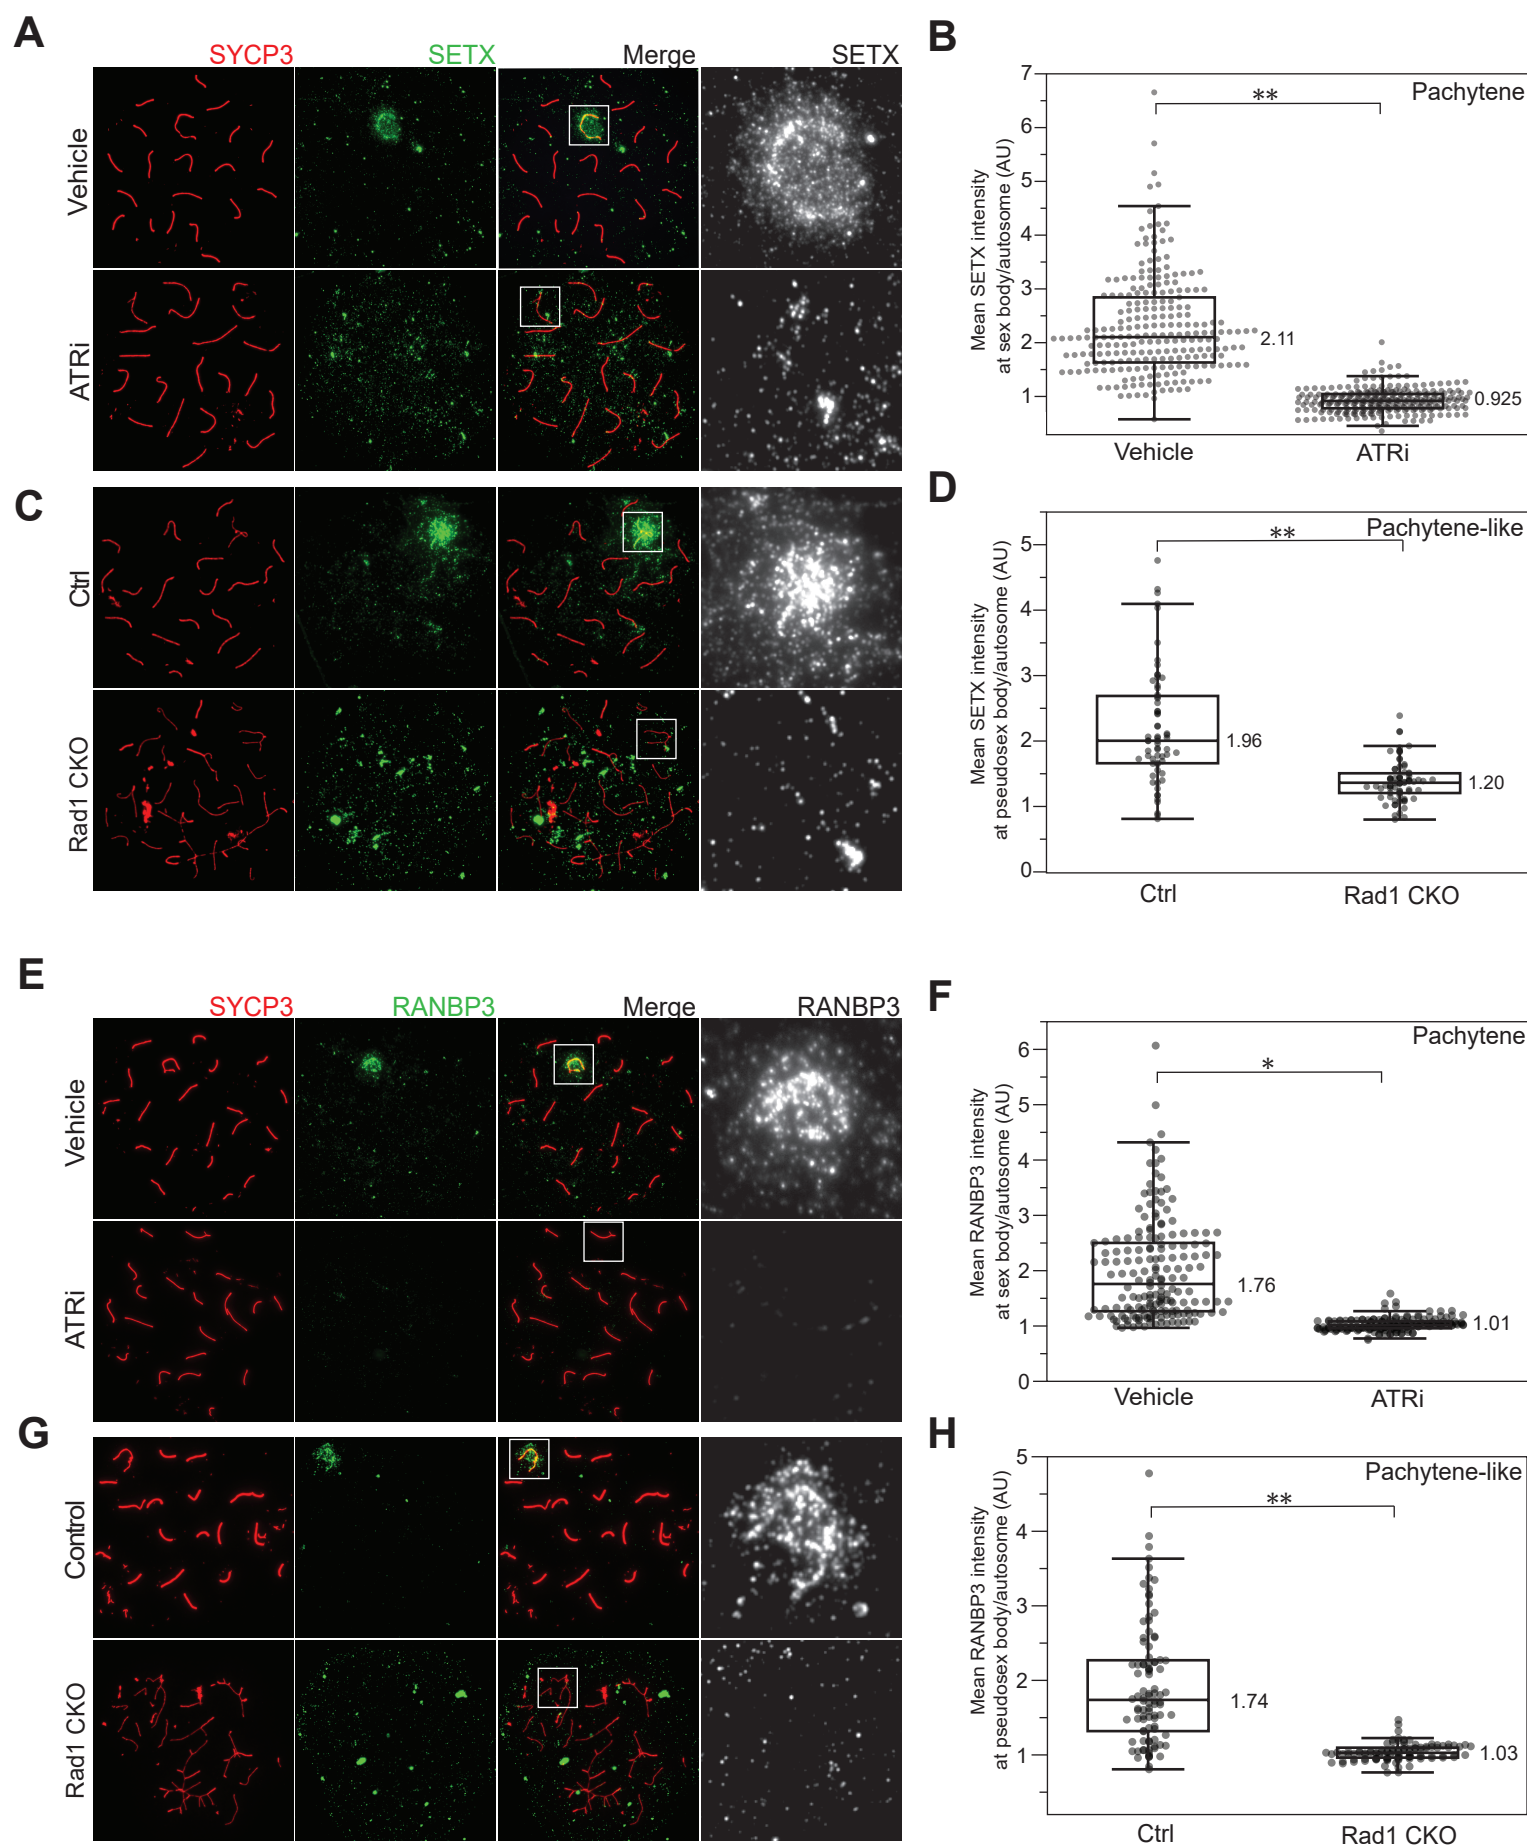 A
SYCP3 SETX Merge SETX
Vehicle
ATRi
B
Pachytene
**
Mean SETX intensity
at sex body/autosome (AU)
7
6
5
4
3
2
1
2.11
0.925
Vehicle ATRi
C
Ctrl
Rad1 CKO
D
Pachytene-like
**
Mean SETX intensity
at pseudosex body/autosome (AU)
5
4
3
2
1
0
1.96
1.20
Ctrl Rad1 CKO
E
SYCP3 RANBP3 Merge RANBP3
Vehicle
ATRi
F
Pachytene
*
Mean RANBP3 intensity
at sex body/autosome (AU)
6
5
4
3
2
1
0
1.76
1.01
Vehicle ATRi
G
Control
Rad1 CKO
H
Pachytene-like
**
Mean RANBP3 intensity
at pseudosex body/autosome (AU)
5
4
3
2
1
1.74
1.03
Ctrl Rad1 CKO